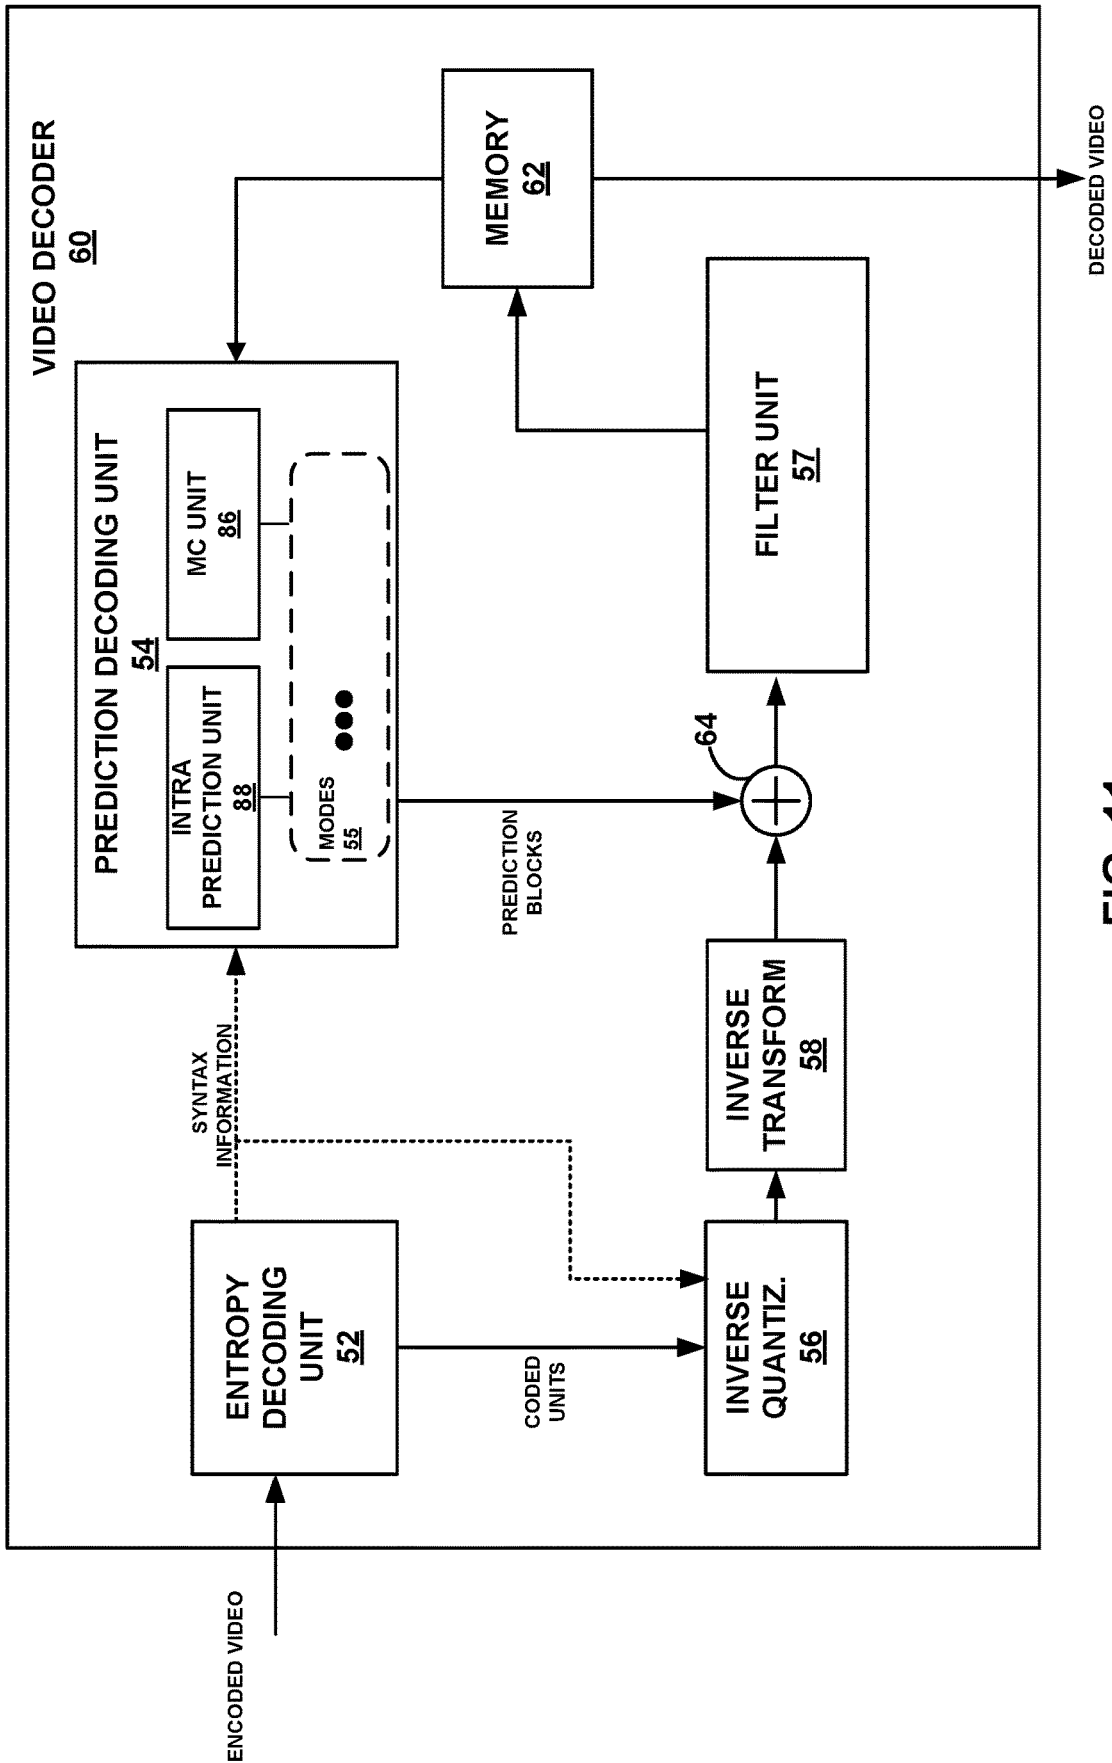 VIDEO DECODER
60
PREDICTION DECODING UNIT
54
INTRA
PREDICTION UNIT
88
MC UNIT
86
MODES
55
SYNTAX
INFORMATION
ENCODED VIDEO
ENTROPY
DECODING
UNIT
52
CODED
UNITS
PREDICTION
BLOCKS
MEMORY
62
INVERSE
QUANTIZ.
56
INVERSE
TRANSFORM
58
64
FILTER UNIT
57
DECODED VIDEO